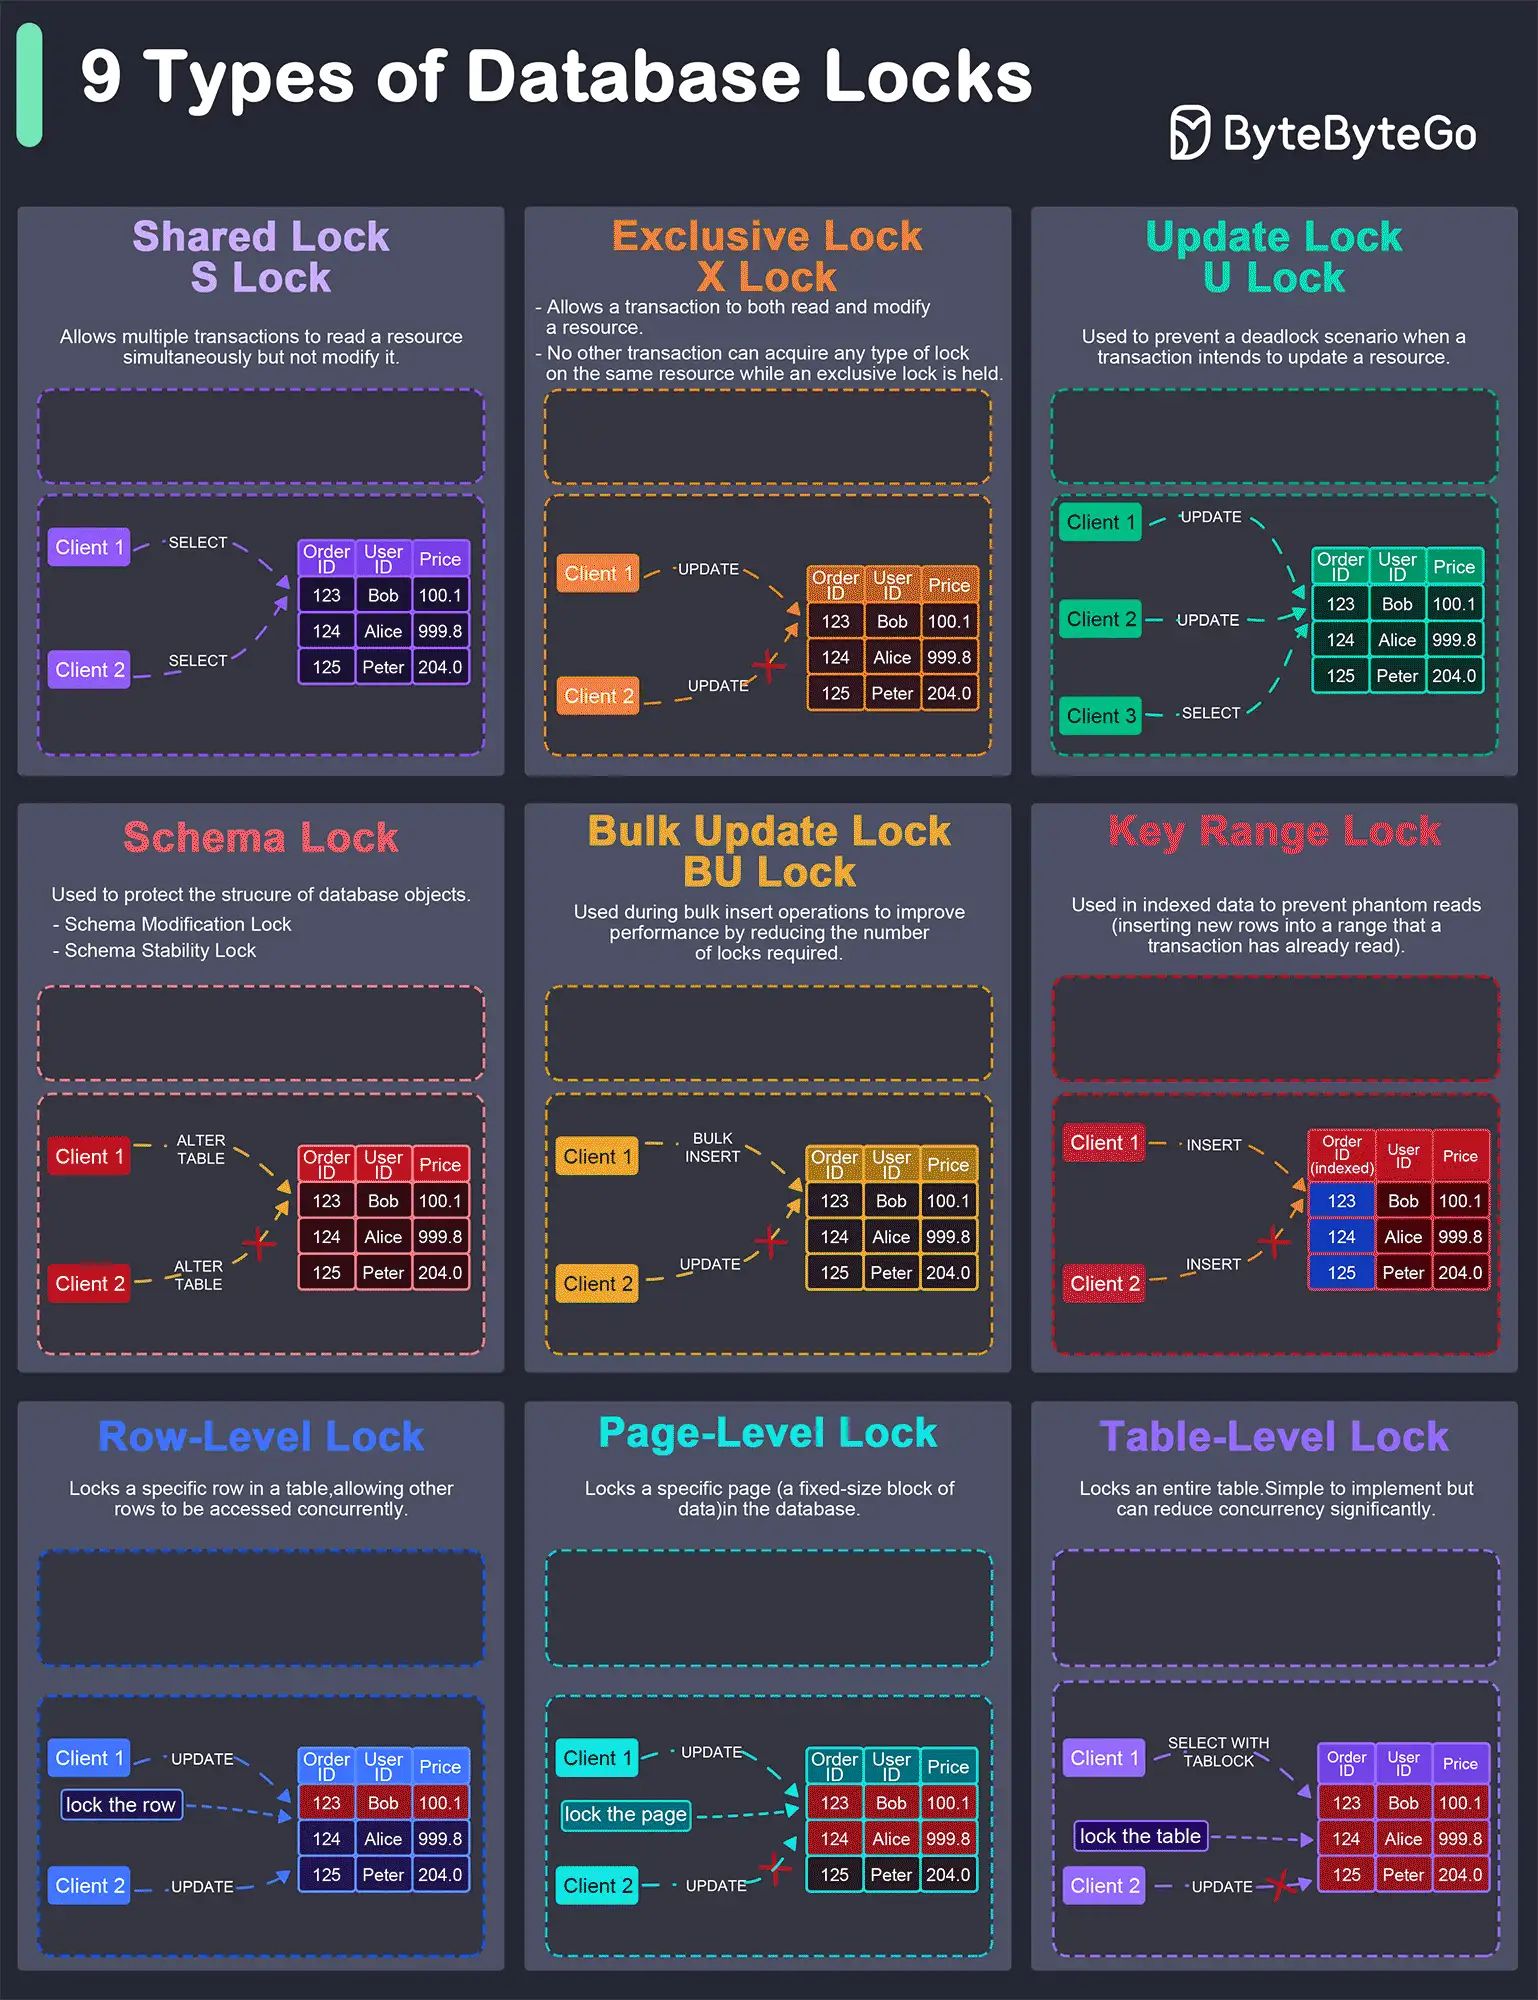 9 Types of Database Locks
ByteByteGo
Shared Lock
S Lock
Allows multiple transactions to read a resource
simultaneously but not modify it.
Client 1
SELECT
Client 2
SELECT
Order ID User ID Price
123 Bob 100.1
124 Alice 999.8
125 Peter 204.0
Exclusive Lock
X Lock
- Allows a transaction to both read and modify
a resource.
- No other transaction can acquire any type of lock
on the same resource while an exclusive lock is held.
Client 1
UPDATE
Client 2
UPDATE
Order ID User ID Price
123 Bob 100.1
124 Alice 999.8
125 Peter 204.0
Update Lock
U Lock
Used to prevent a deadlock scenario when a
transaction intends to update a resource.
Client 1
UPDATE
Client 2
UPDATE
Client 3
SELECT
Order ID User ID Price
123 Bob 100.1
124 Alice 999.8
125 Peter 204.0
Schema Lock
Used to protect the strucure of database objects.
- Schema Modification Lock
- Schema Stability Lock
Client 1
ALTER
TABLE
Client 2
ALTER
TABLE
Order ID User ID Price
123 Bob 100.1
124 Alice 999.8
125 Peter 204.0
Bulk Update Lock
BU Lock
Used during bulk insert operations to improve
performance by reducing the number
of locks required.
Client 1
BULK
INSERT
Client 2
UPDATE
Order ID User ID Price
123 Bob 100.1
124 Alice 999.8
125 Peter 204.0
Key Range Lock
Used in indexed data to prevent phantom reads
(inserting new rows into a range that a
transaction has already read).
Client 1
INSERT
Client 2
INSERT
Order ID (indexed) User ID Price
123 Bob 100.1
124 Alice 999.8
125 Peter 204.0
Row-Level Lock
Locks a specific row in a table,allowing other
rows to be accessed concurrently.
Client 1
UPDATE
lock the row
Client 2
UPDATE
Order ID User ID Price
123 Bob 100.1
124 Alice 999.8
125 Peter 204.0
Page-Level Lock
Locks a specific page (a fixed-size block of
data)in the database.
Client 1
UPDATE
lock the page
Client 2
UPDATE
Order ID User ID Price
123 Bob 100.1
124 Alice 999.8
125 Peter 204.0
Table-Level Lock
Locks an entire table.Simple to implement but
can reduce concurrency significantly.
Client 1
SELECT WITH
TABLOCK
lock the table
Client 2
UPDATE
Order ID User ID Price
123 Bob 100.1
124 Alice 999.8
125 Peter 204.0